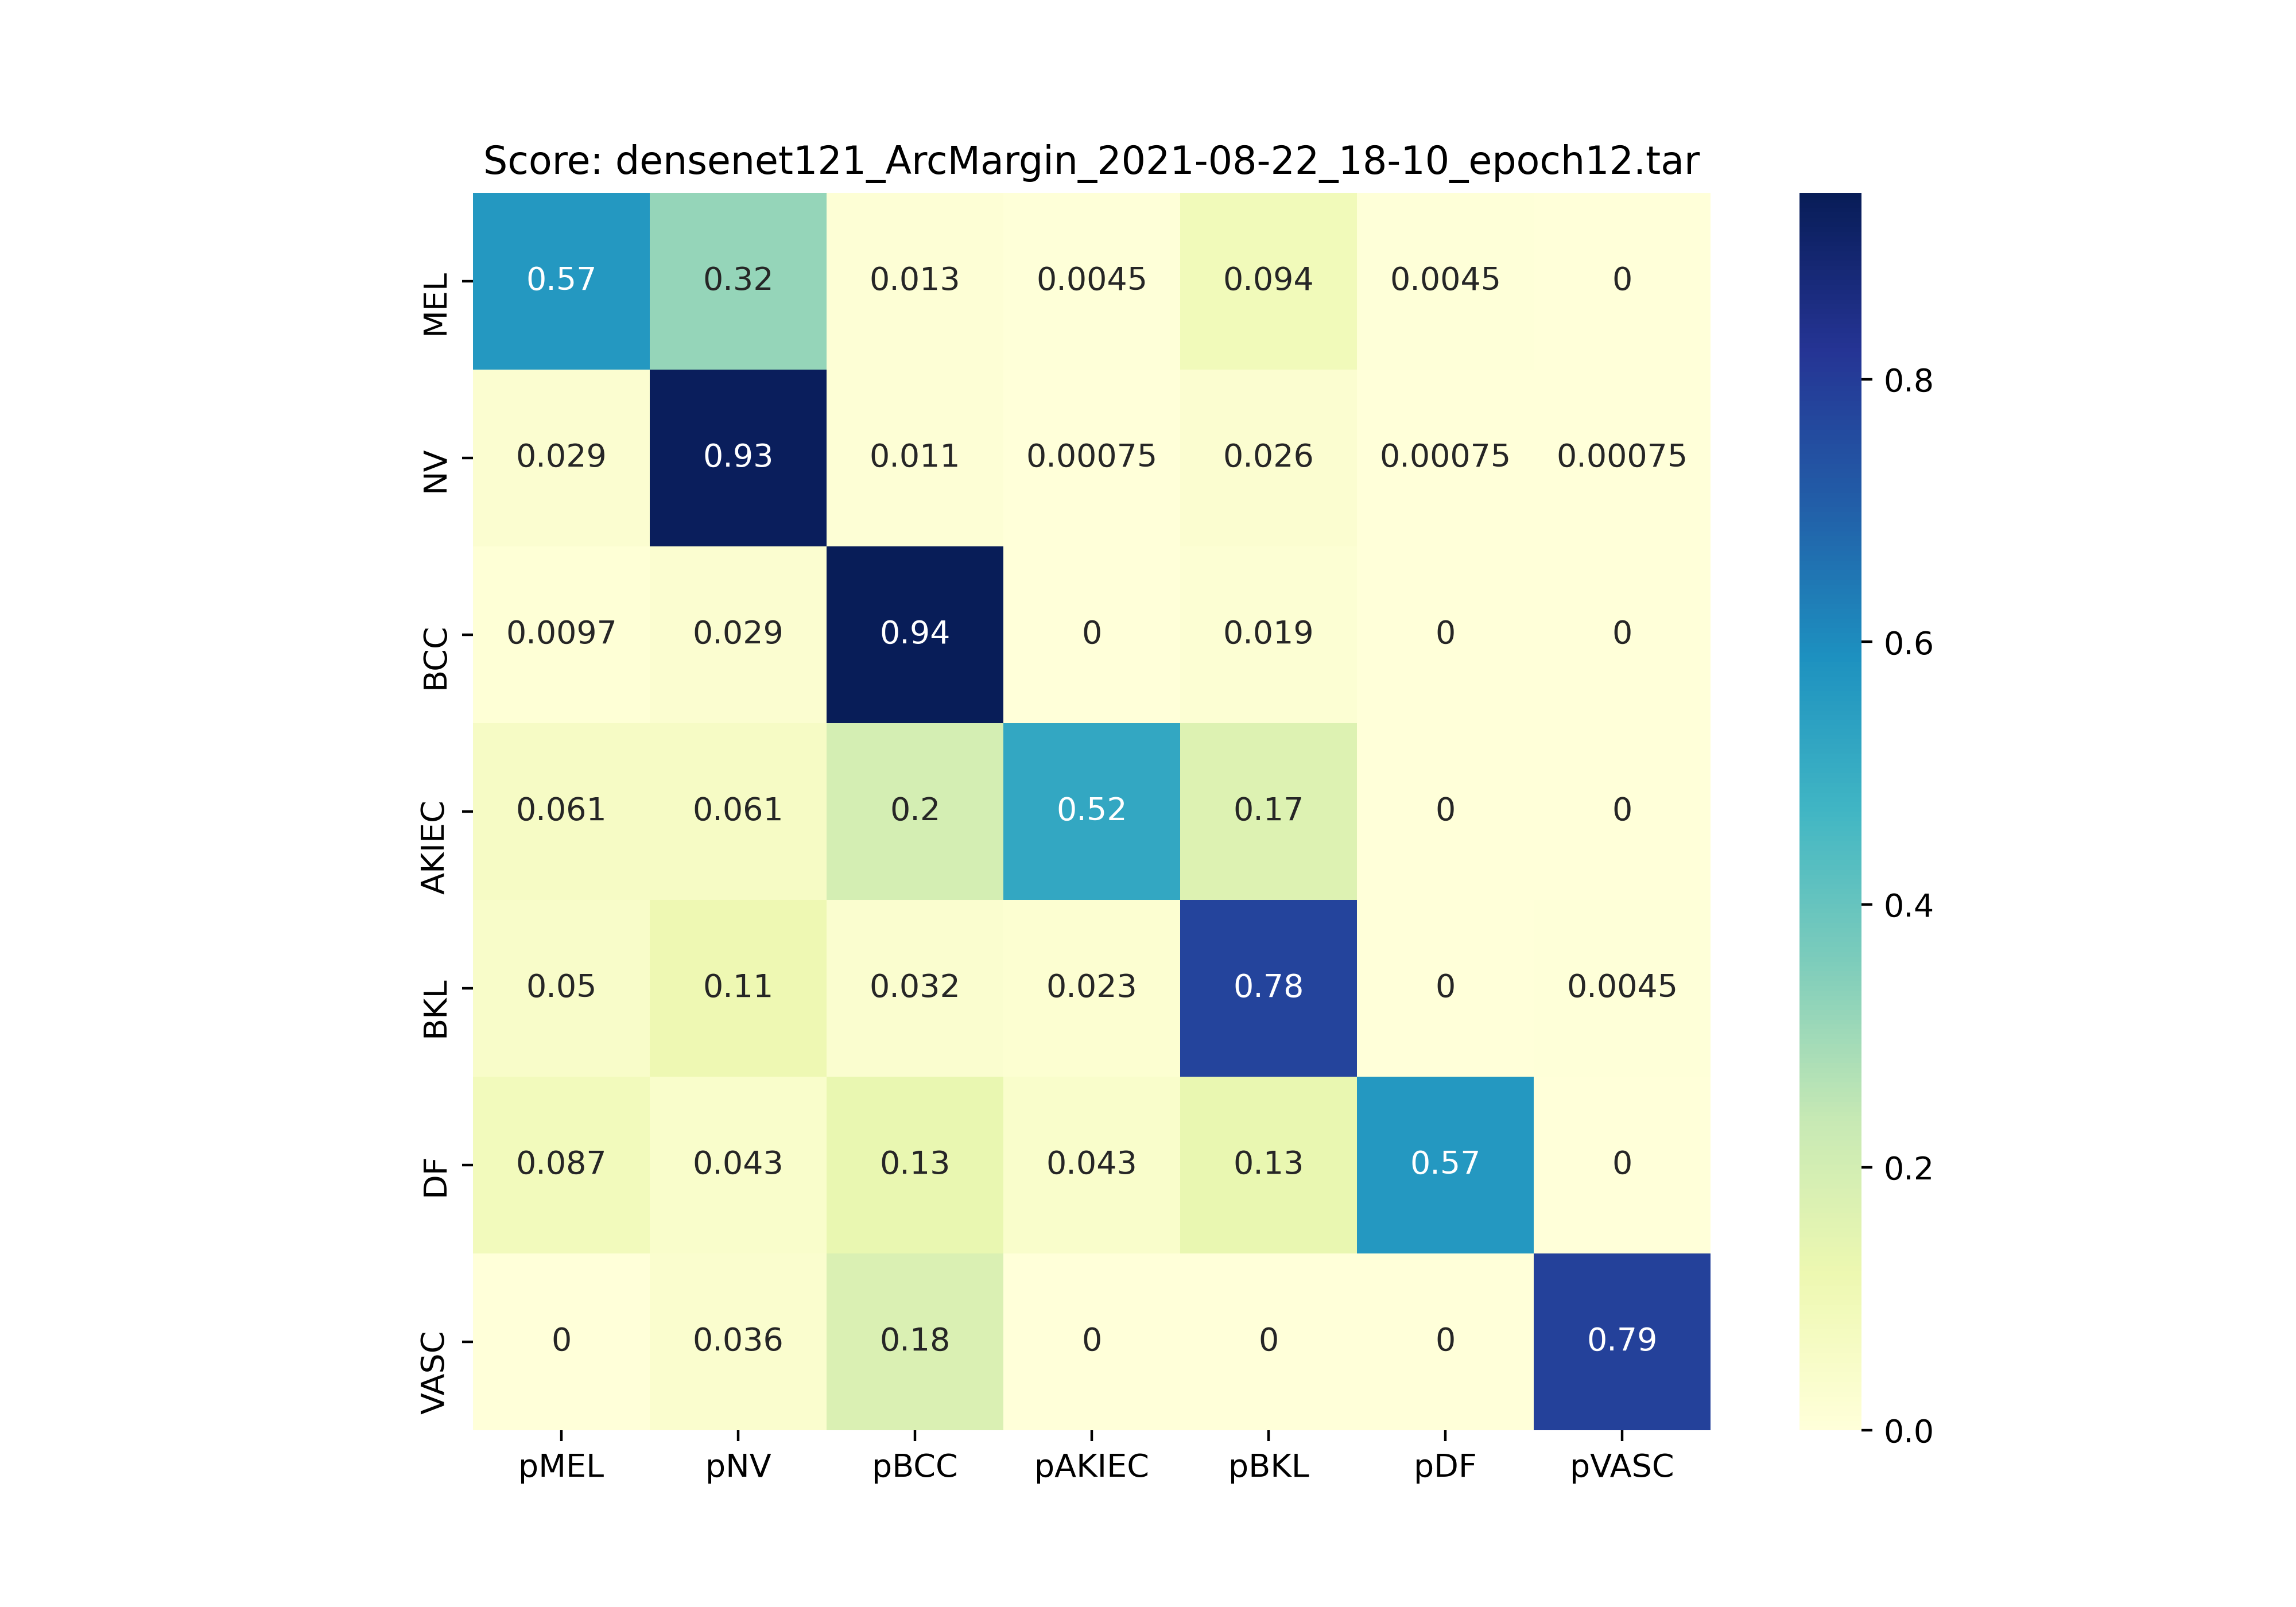 Score: densenet121_ArcMargin_2021-08-22_18-10_epoch12.tar
MEL 0.57 0.32 0.013 0.0045 0.094 0.0045 0
NV 0.029 0.93 0.011 0.00075 0.026 0.00075 0.00075
BCC 0.0097 0.029 0.94 0 0.019 0 0
AKIEC 0.061 0.061 0.2 0.52 0.17 0 0
BKL 0.05 0.11 0.032 0.023 0.78 0 0.0045
DF 0.087 0.043 0.13 0.043 0.13 0.57 0
VASC 0 0.036 0.18 0 0 0 0.79
pMEL pNV pBCC pAKIEC pBKL pDF pVASC
0.8
0.6
0.4
0.2
0.0